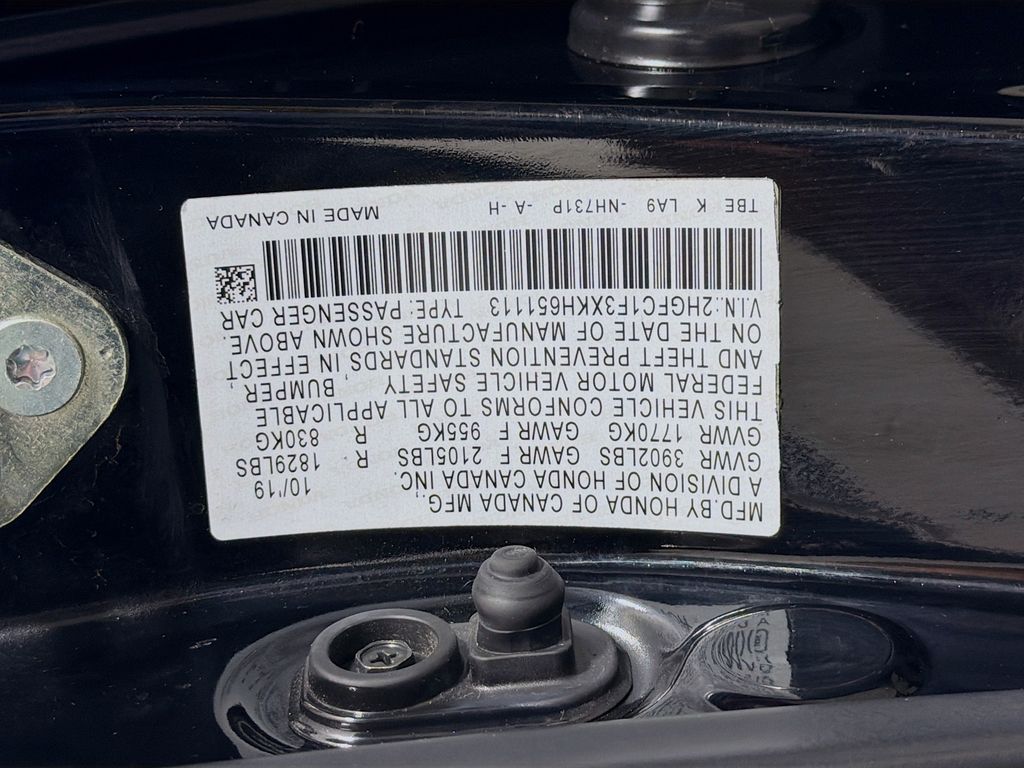 MFD.BY HONDA OF CANADA MFG.,
A DIVISION OF HONDA CANADA INC. 10/'19
GVWR 3902LBS GAWR F 2105LBS R 1829LBS
GVWR 1770KG GAWR F 955KG R 830KG
THIS VEHICLE CONFORMS TO ALL APPLICABLE
FEDERAL MOTOR VEHICLE SAFETY, BUMPER,
AND THEFT PREVENTION STANDARDS IN EFFECT
ON THE DATE OF MANUFACTURE SHOWN ABOVE.
V.I.N.:2HGFC1F3XKH651113 TYPE: PASSENGER CAR
TBE K LA9 -NH731P -A -H MADE IN CANADA